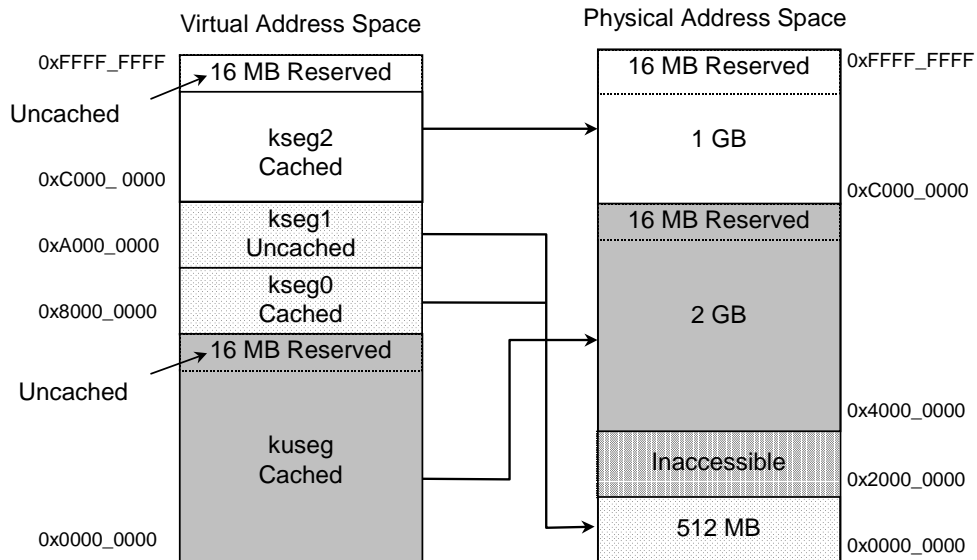 Virtual Address Space
Physical Address Space
0xFFFF_FFFF
16 MB Reserved
Uncached
kseg2
Cached
0xC000_ 0000
kseg1
Uncached
0xA000_0000
kseg0
Cached
0x8000_0000
16 MB Reserved
Uncached
kuseg
Cached
0x0000_0000
16 MB Reserved
0xFFFF_FFFF
1 GB
0xC000_0000
16 MB Reserved
2 GB
0x4000_0000
Inaccessible
0x2000_0000
512 MB
0x0000_0000